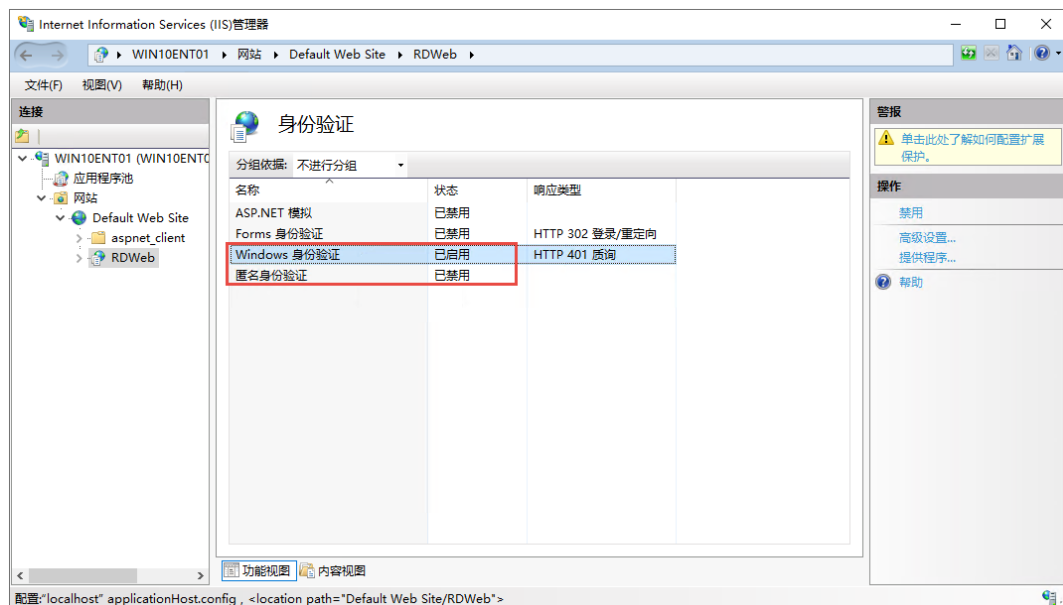 Internet Information Services (IIS)管理器
WIN10ENT01 网站 Default Web Site RDWeb
文件(F) 视图(V) 帮助(H)
连接
WIN10ENT01 (WIN10ENT0
应用程序池
网站
Default Web Site
aspnet_client
RDWeb
身份验证
分组依据: 不进行分组
名称 状态 响应类型
ASP.NET 模拟 已禁用
Forms 身份验证 已禁用 HTTP 302 登录/重定向
Windows 身份验证 已启用 HTTP 401 质询
匿名身份验证 已禁用
功能视图 内容视图
警报
单击此处了解如何配置扩展
保护。
操作
禁用
高级设置...
提供程序...
帮助
配置:"localhost" applicationHost.config , <location path="Default Web Site/RDWeb">